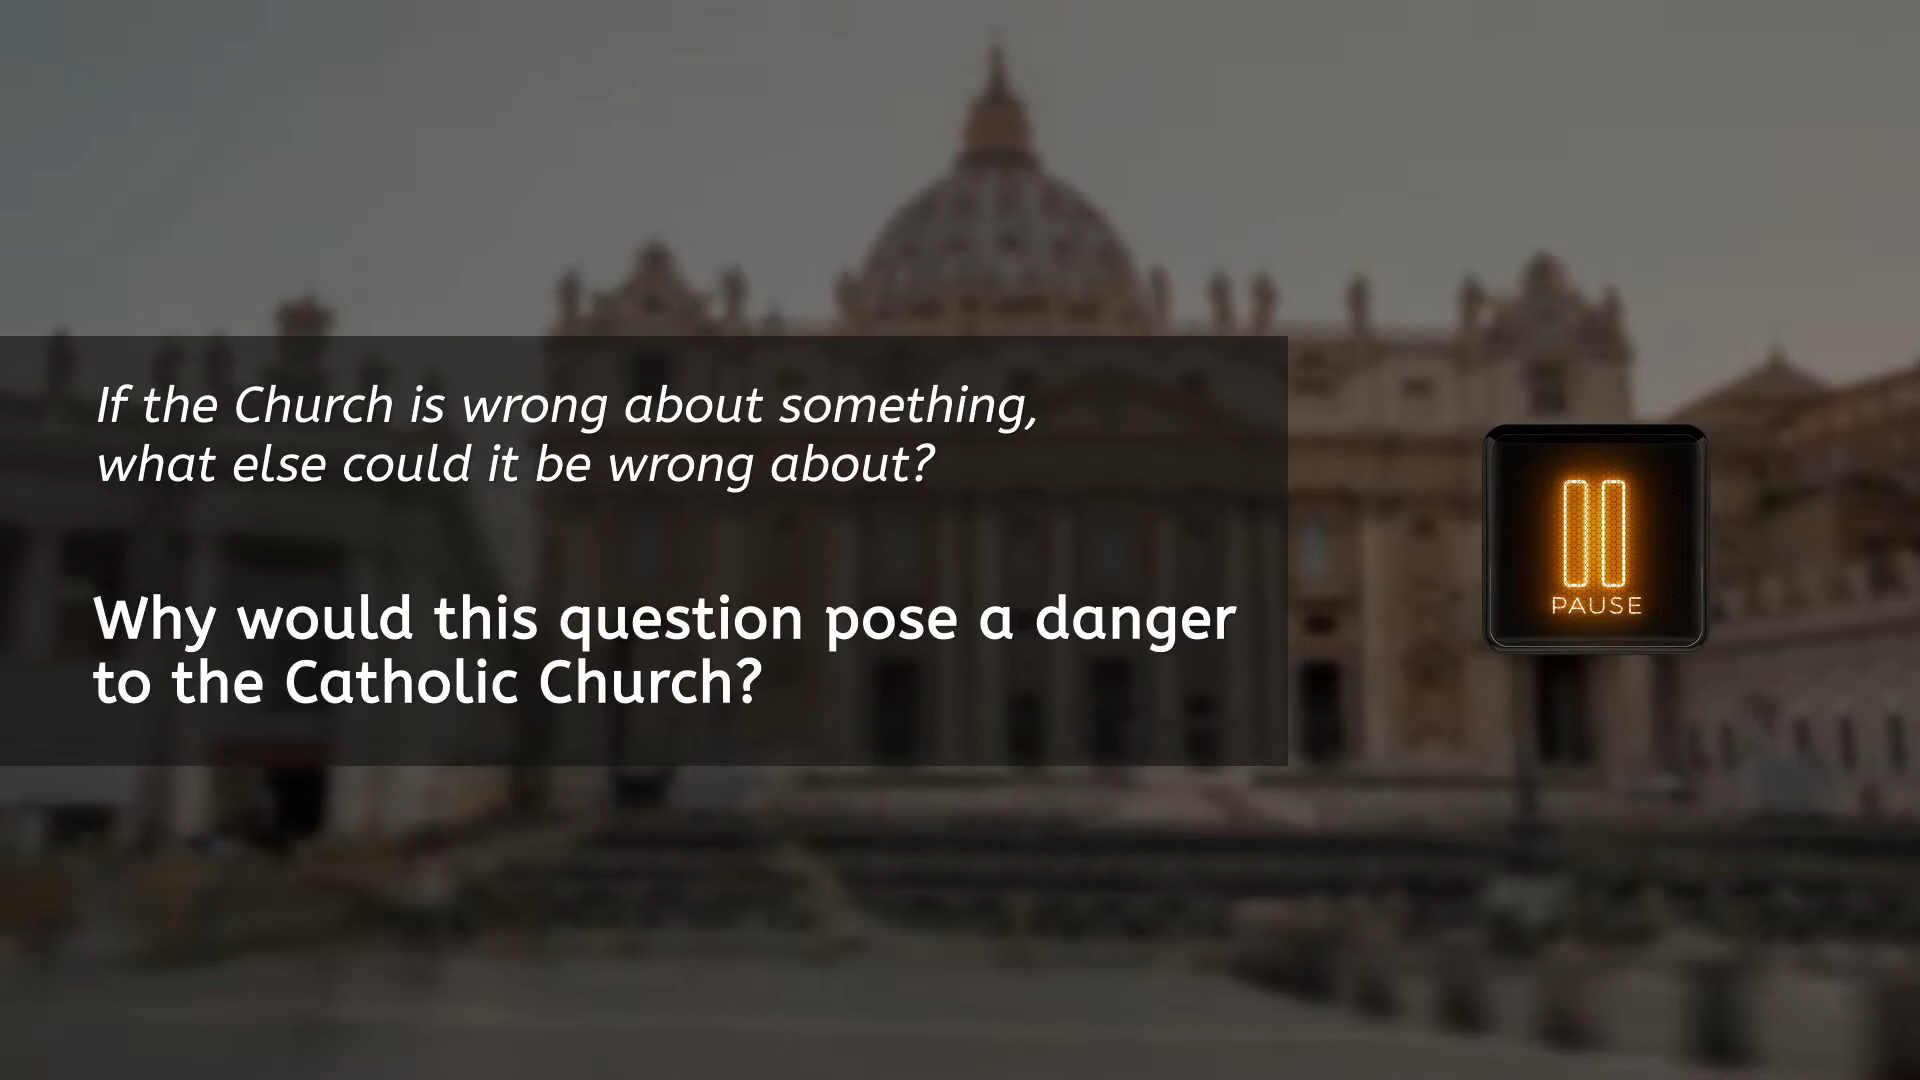 If the Church is wrong about something,
what else could it be wrong about?
Why would this question pose a danger
to the Catholic Church?
PAUSE